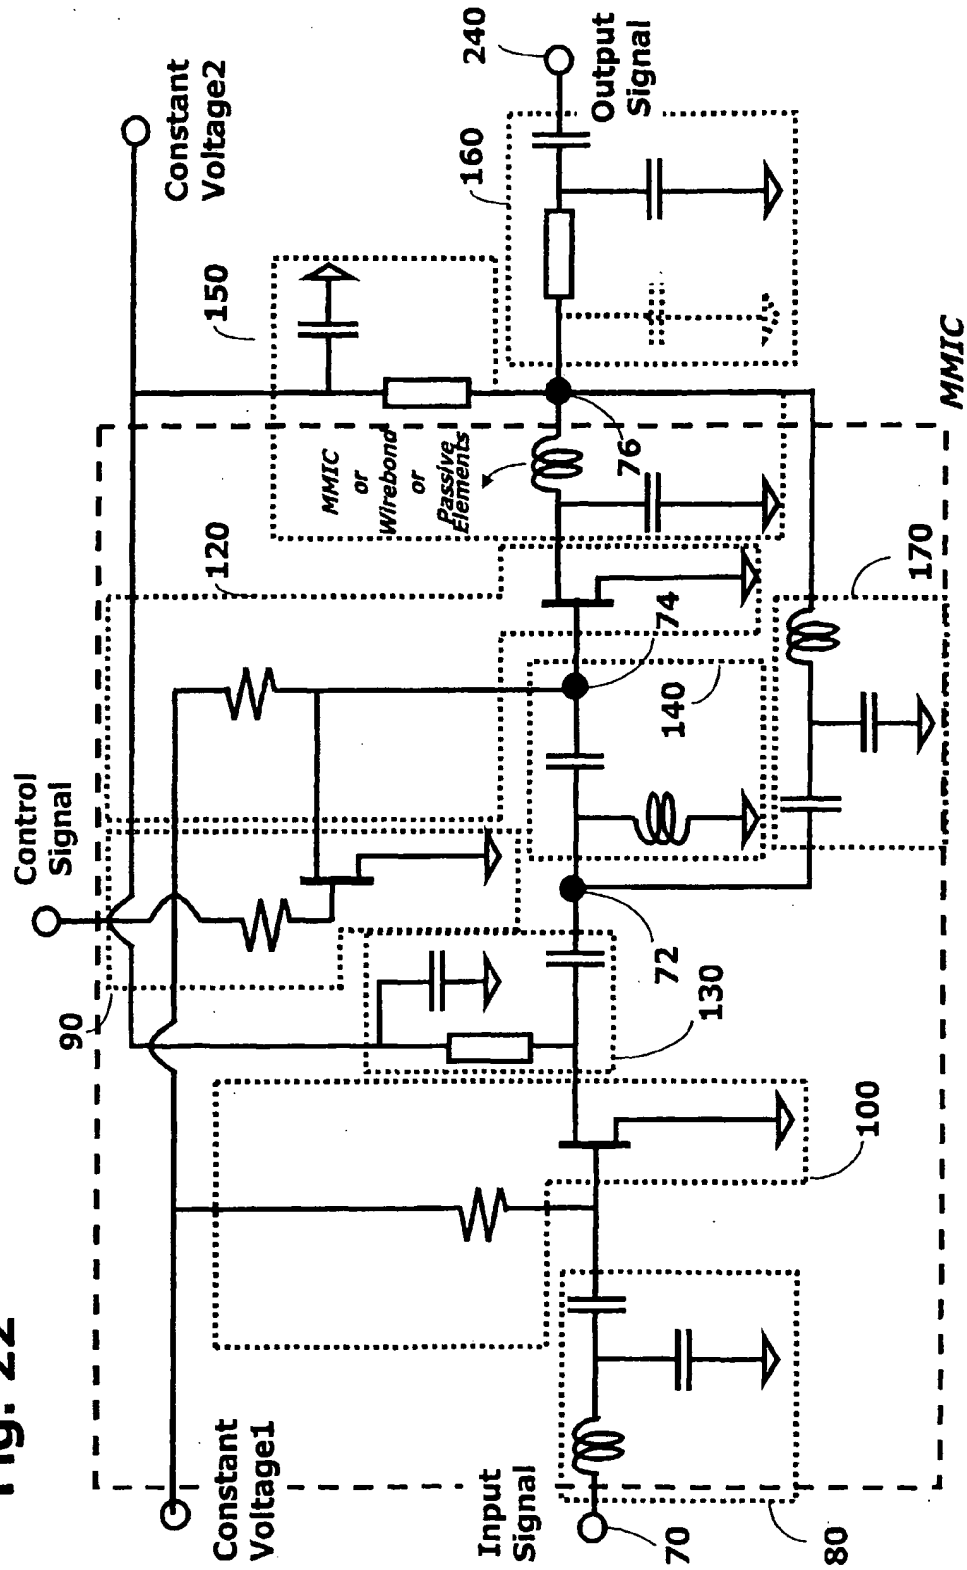 Fig. 22
Constant
Voltage1
Input
Signal
70
80
90
100
Control
Signal
130
72
120
140
74
170
150
MMIC
or
Wirebond
or
Passive
Elements
76
Constant
Voltage2
160
240
Output
Signal
MMIC